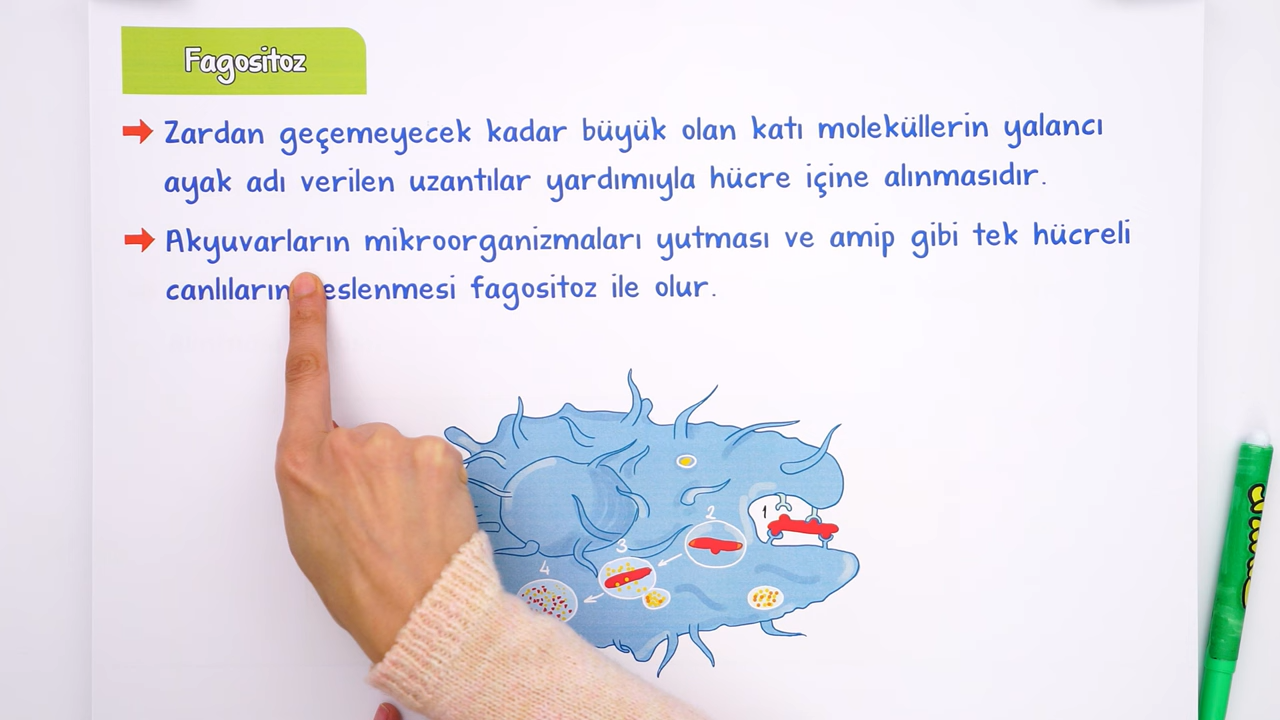 Fagositoz
Zardan geçemeyecek kadar büyük olan katı moleküllerin yalancı
ayak adı verilen uzantılar yardımıyla hücre içine alınmasıdır.
Akyuvarların mikroorganizmaları yutması ve amip gibi tek hücreli
canlıların eslenmesi fagositoz ile olur.
1
2
3
4